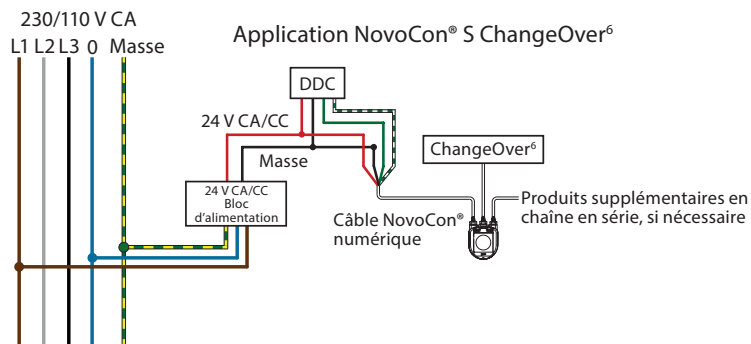 230/110 V CA
L1 L2 L3 0 Masse
Application NovoCon® S ChangeOver⁶
DDC
24 V CA/CC
Masse
ChangeOver⁶
24 V CA/CC
Bloc
d'alimentation
Câble NovoCon®
numérique
Produits supplémentaires en
chaîne en série, si nécessaire